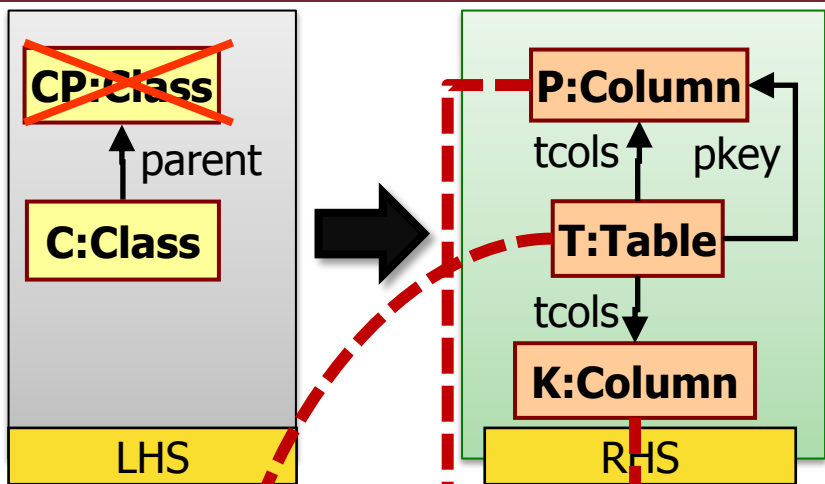 CP:Class
parent
C:Class
LHS
P:Column
tcols
pkey
T:Table
tcols
K:Column
RHS